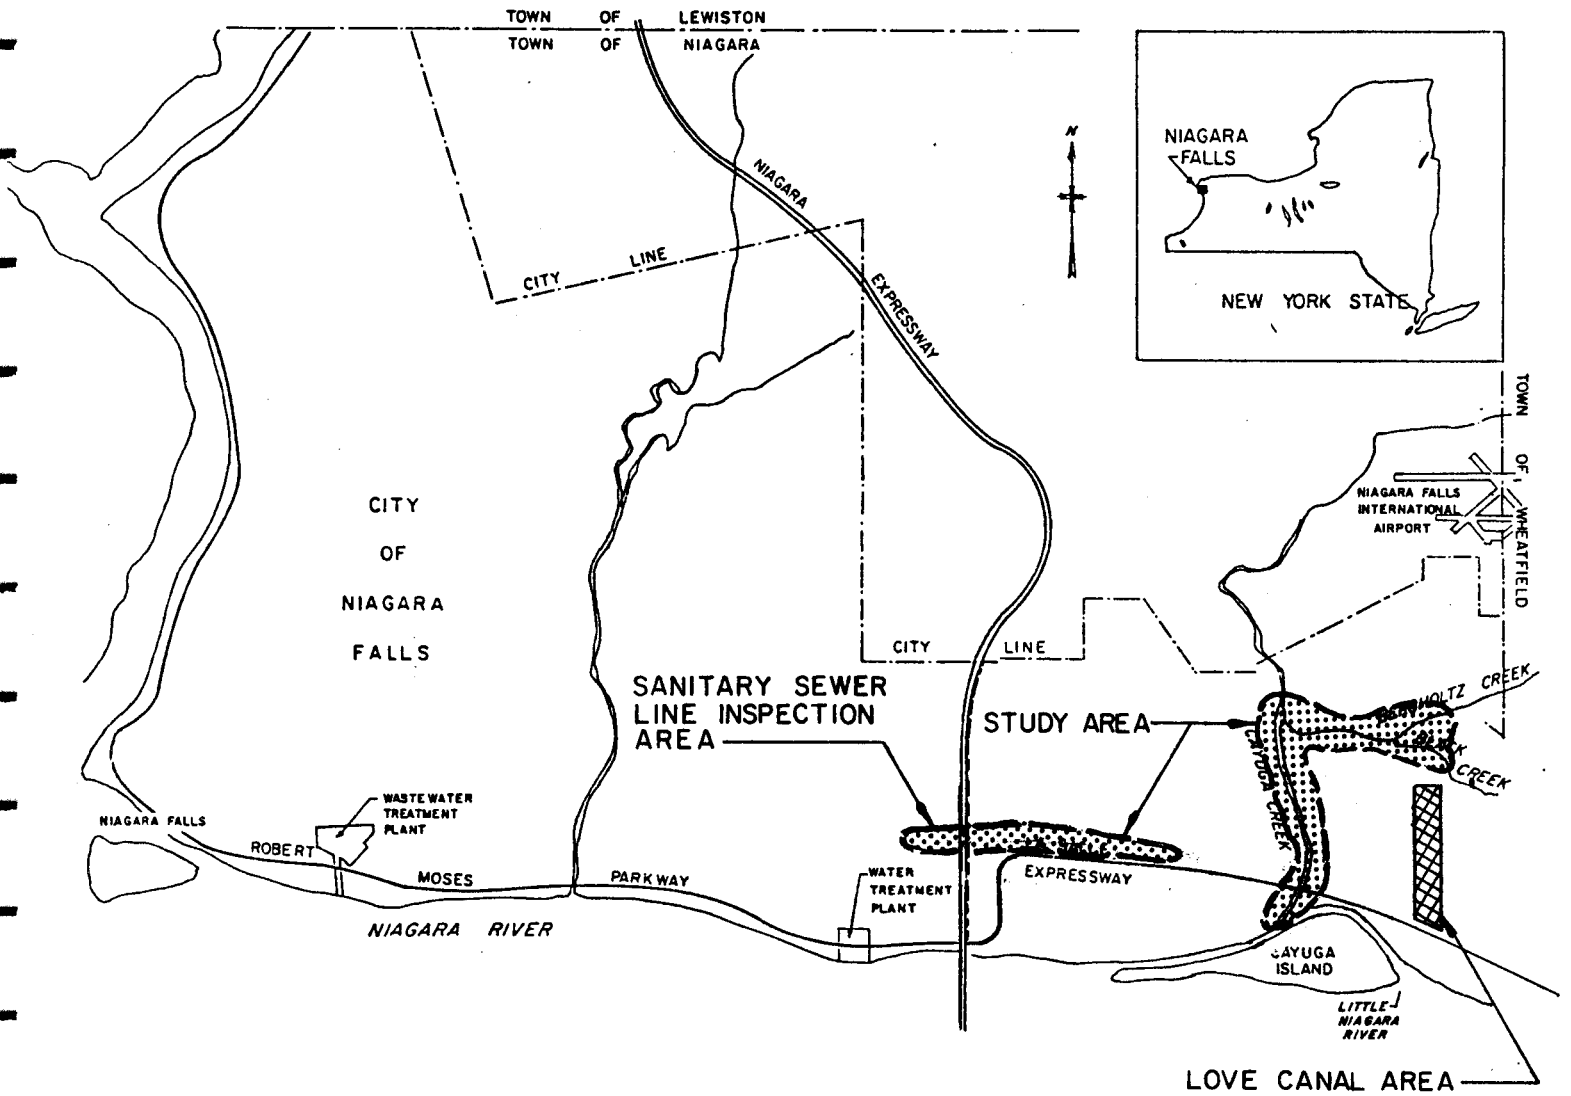 TOWN OF LEWISTON
TOWN OF NIAGARA
NIAGARA
FALLS
N
NIAGARA
EXPRESSWAY
CITY LINE
NEW YORK STATE
TOWN OF WHEATFIELD
NIAGARA FALLS
INTERNATIONAL
AIRPORT
CITY
OF
NIAGARA
FALLS
CITY LINE
SANITARY SEWER
LINE INSPECTION
AREA
STUDY AREA
CREEK
CREEK
CAYUGA CREEK
WASTEWATER
TREATMENT
PLANT
NIAGARA FALLS
ROBERT MOSES PARKWAY
WATER
TREATMENT
PLANT
EXPRESSWAY
NIAGARA RIVER
CAYUGA
ISLAND
LITTLE
NIAGARA
RIVER
LOVE CANAL AREA